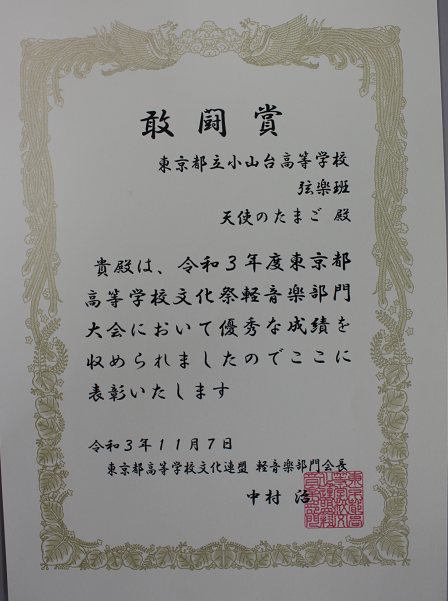 敢闘賞
東京都立小山台高等学校
弦楽班
天使のたまご 殿
貴殿は、令和3年度東京都
高等学校文化祭軽音楽部門
大会において優秀な成績を
収められましたのでここに
表彰いたします
令和3年11月7日
東京都高等学校文化連盟 軽音楽部門会長
中村 治